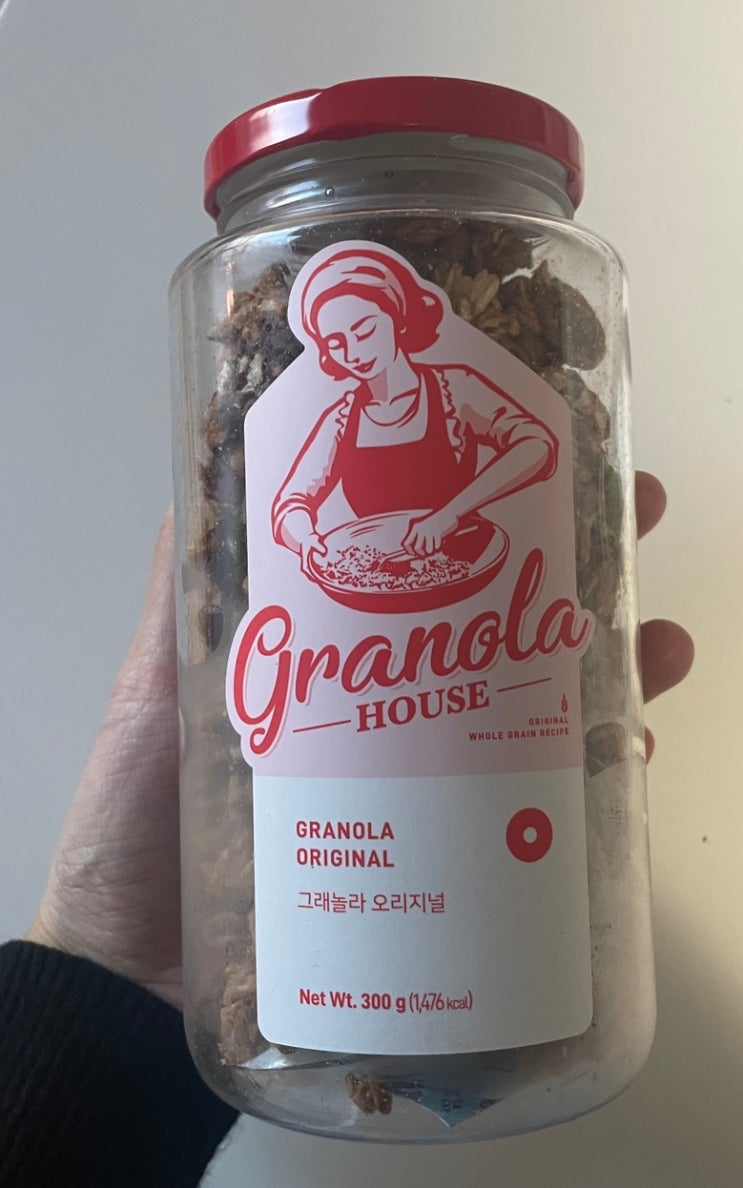 Granola
HOUSE
ORIGINAL
WHOLE GRAIN RECIPE
GRANOLA
ORIGINAL
그래놀라 오리지널
Net Wt. 300 g (1,476 kcal)